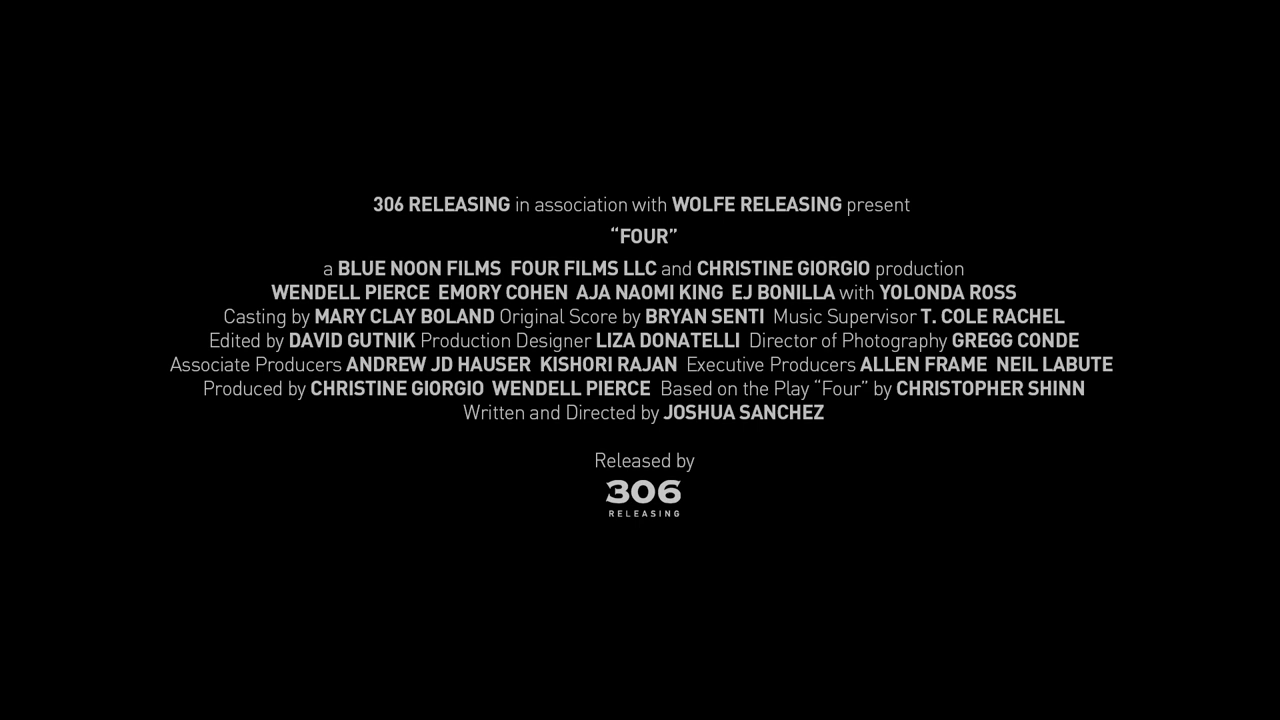 306 RELEASING in association with WOLFE RELEASING present
“FOUR”
a BLUE NOON FILMS FOUR FILMS LLC and CHRISTINE GIORGIO production
WENDELL PIERCE EMORY COHEN AJA NAOMI KING EJ BONILLA with YOLONDA ROSS
Casting by MARY CLAY BOLAND Original Score by BRYAN SENTI Music Supervisor T. COLE RACHEL
Edited by DAVID GUTNIK Production Designer LIZA DONATELLI Director of Photography GREGG CONDE
Associate Producers ANDREW JD HAUSER KISHORI RAJAN Executive Producers ALLEN FRAME NEIL LABUTE
Produced by CHRISTINE GIORGIO WENDELL PIERCE Based on the Play “Four” by CHRISTOPHER SHINN
Written and Directed by JOSHUA SANCHEZ
Released by
306
RELEASING